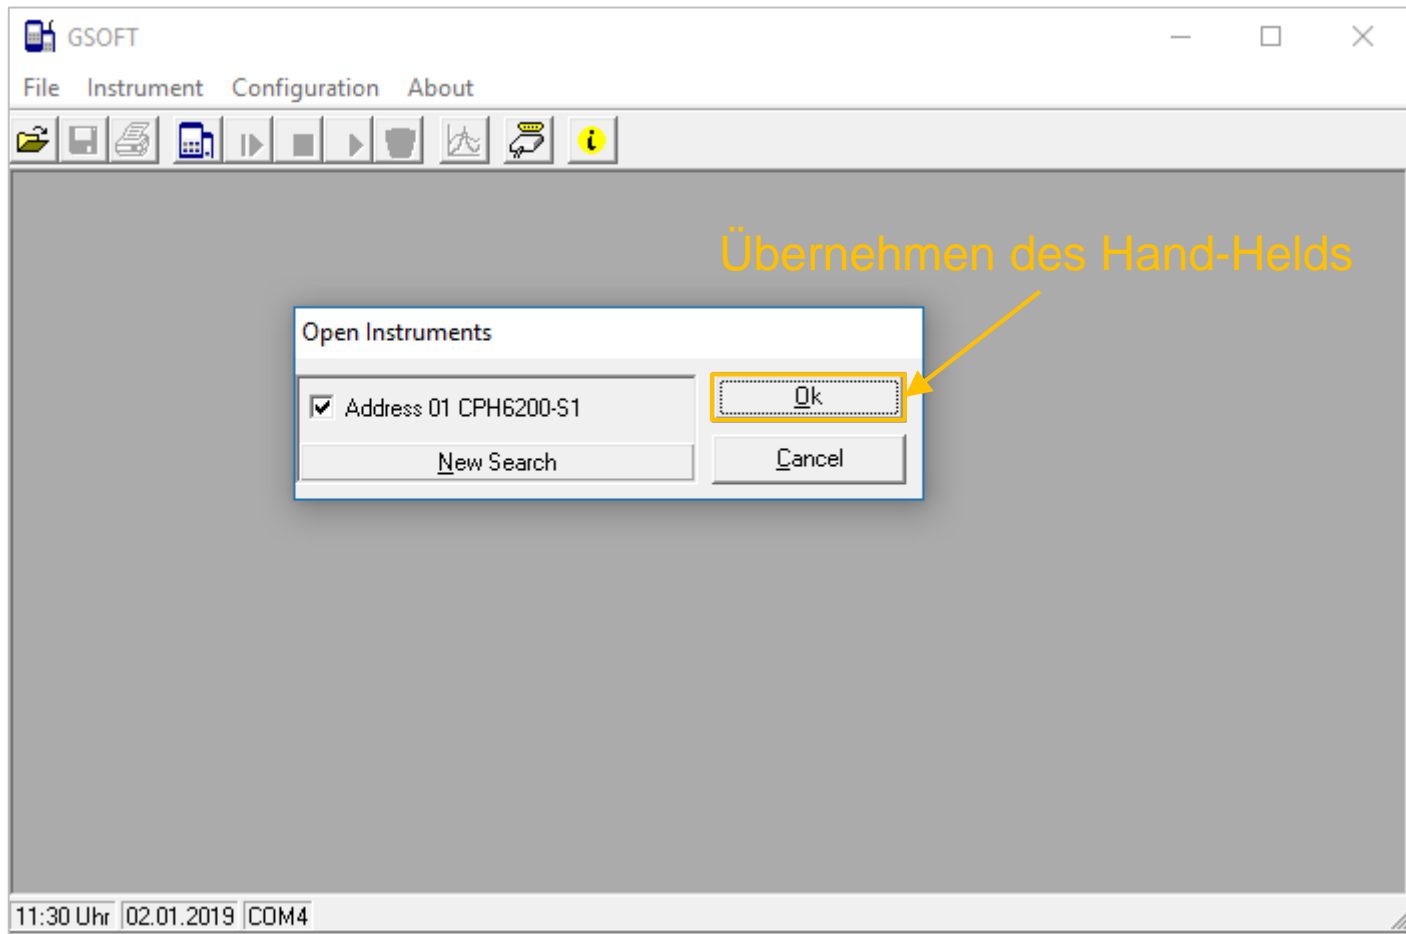 GSOFT
File Instrument Configuration About
Übernehmen des Hand-Helds
Open Instruments
Address 01 CPH6200-S1
Ok
New Search
Cancel
11:30 Uhr 02.01.2019 COM4